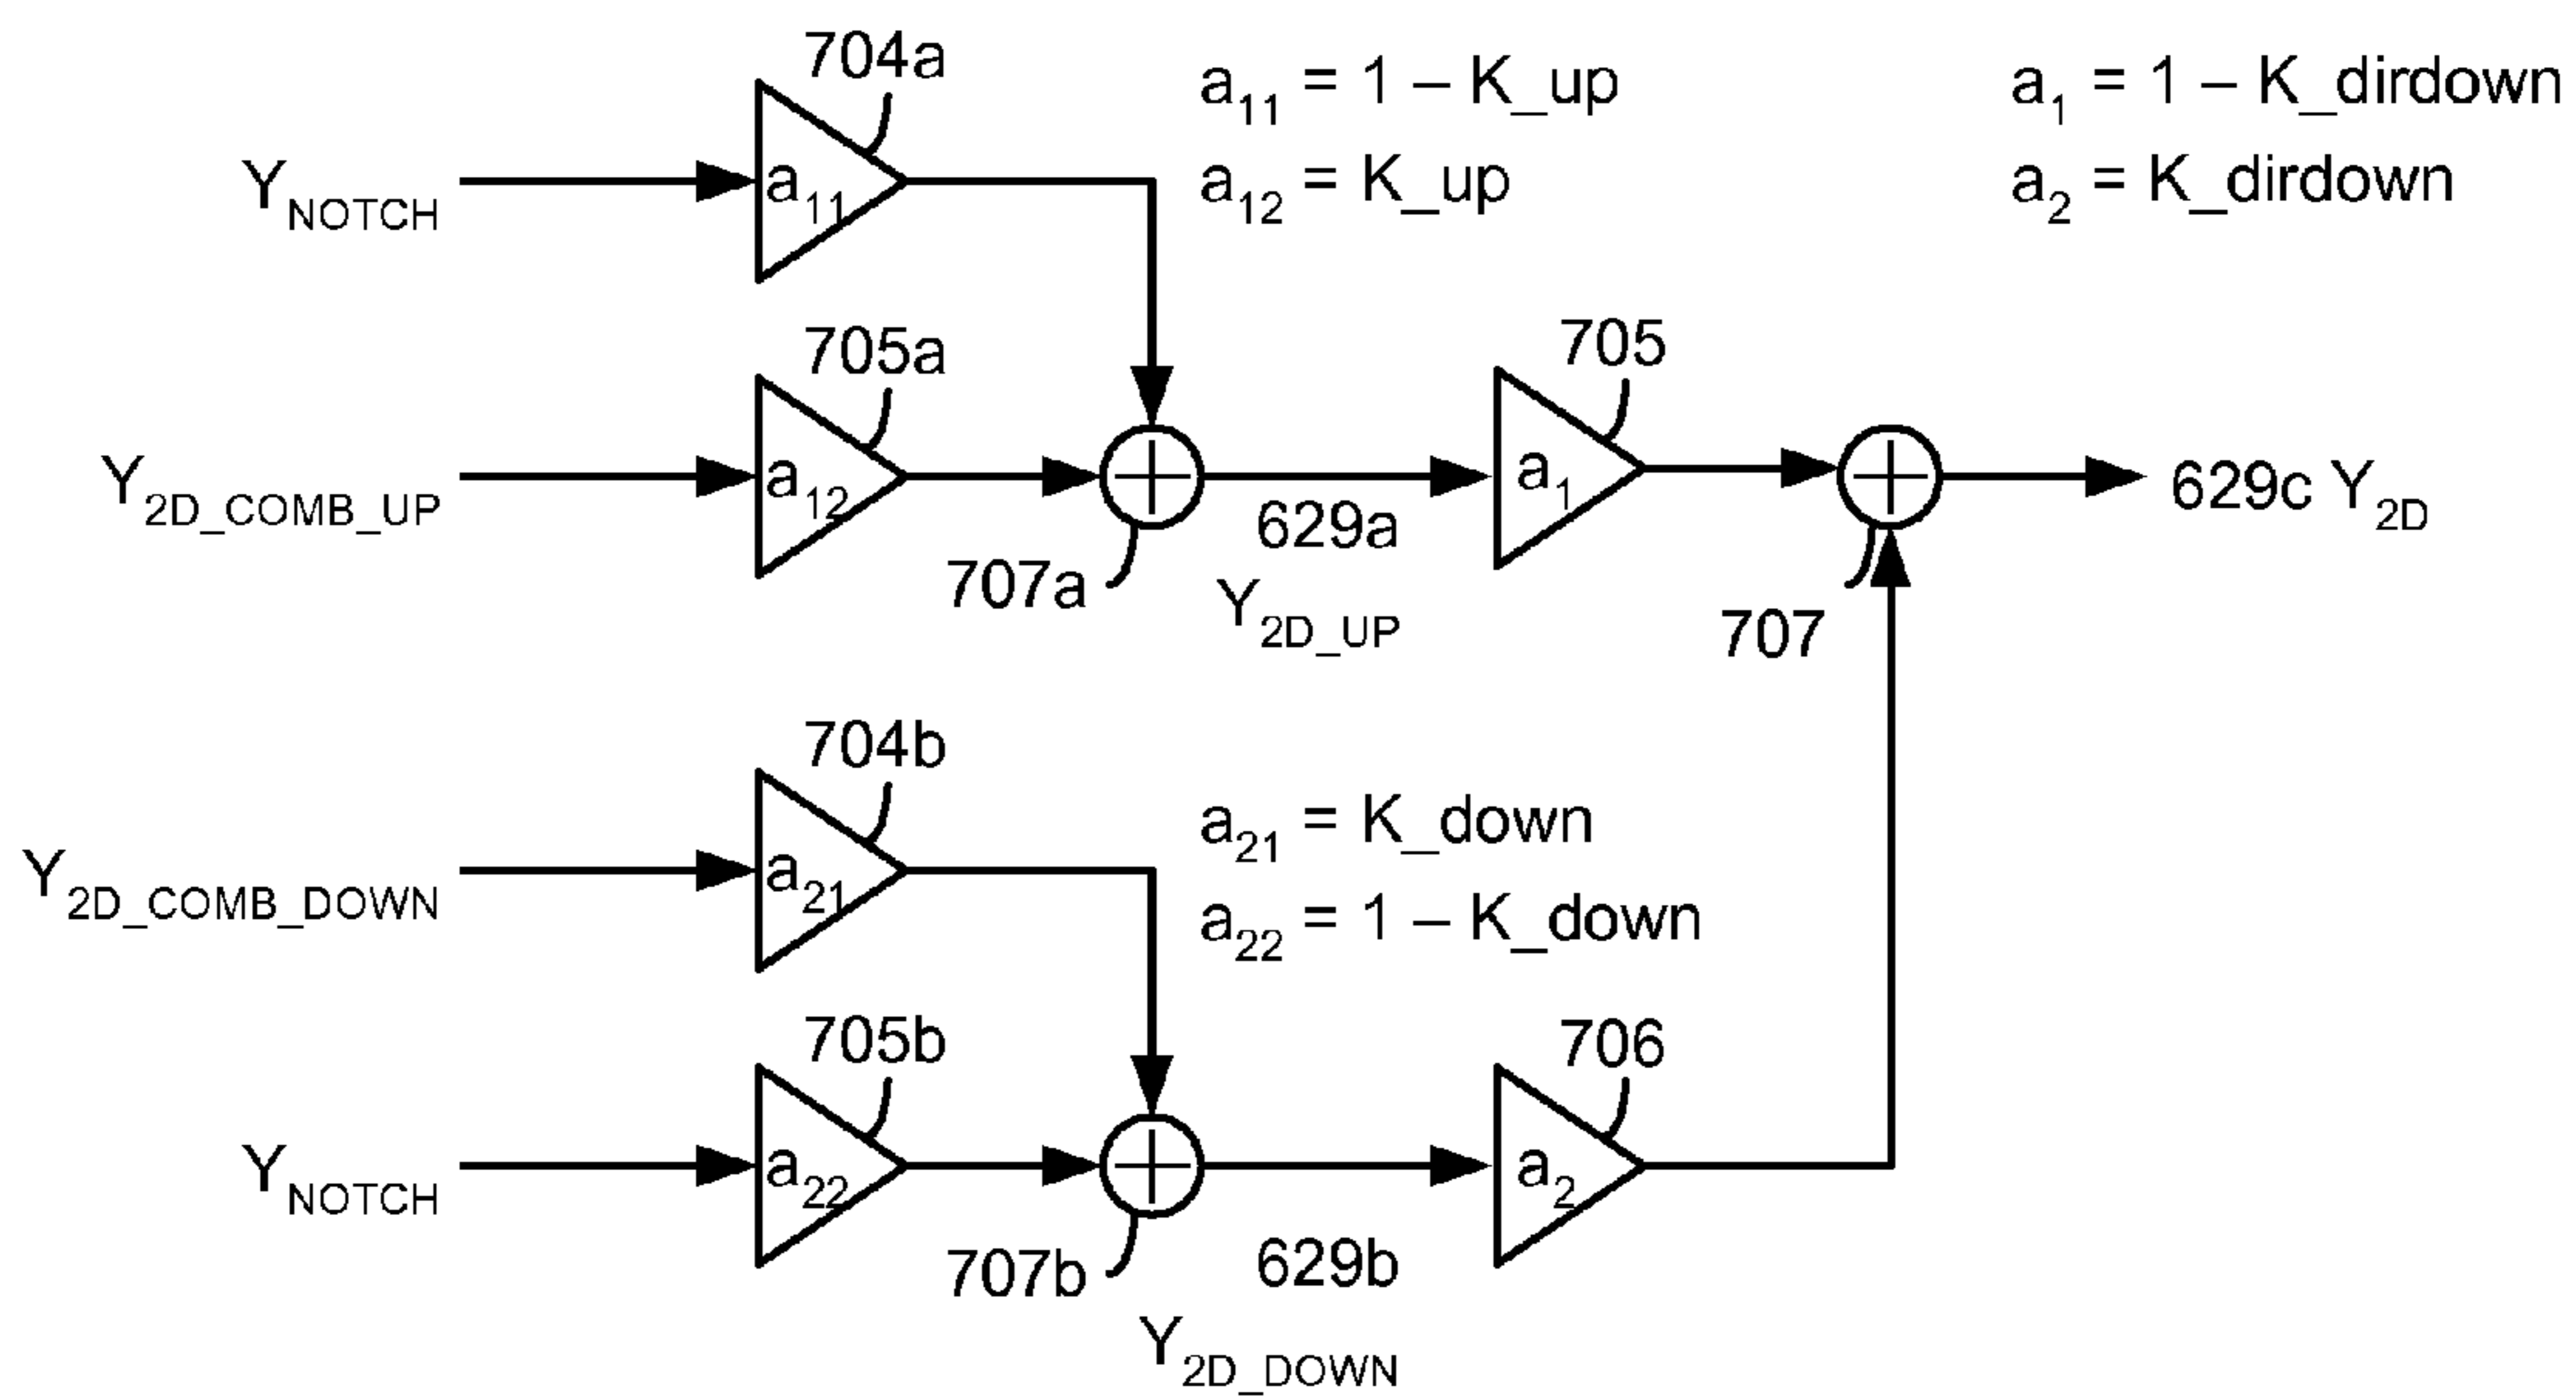 704a
a11 = 1 – K_up
a1 = 1 – K_dirdown
YNOTCH
a11
a12 = K_up
a2 = K_dirdown
705a
705
Y2D_COMB_UP
a12
a1
629c Y2D
629a
707a
Y2D_UP
707
704b
a21 = K_down
Y2D_COMB_DOWN
a21
a22 = 1 – K_down
705b
706
YNOTCH
a22
a2
707b
629b
Y2D_DOWN